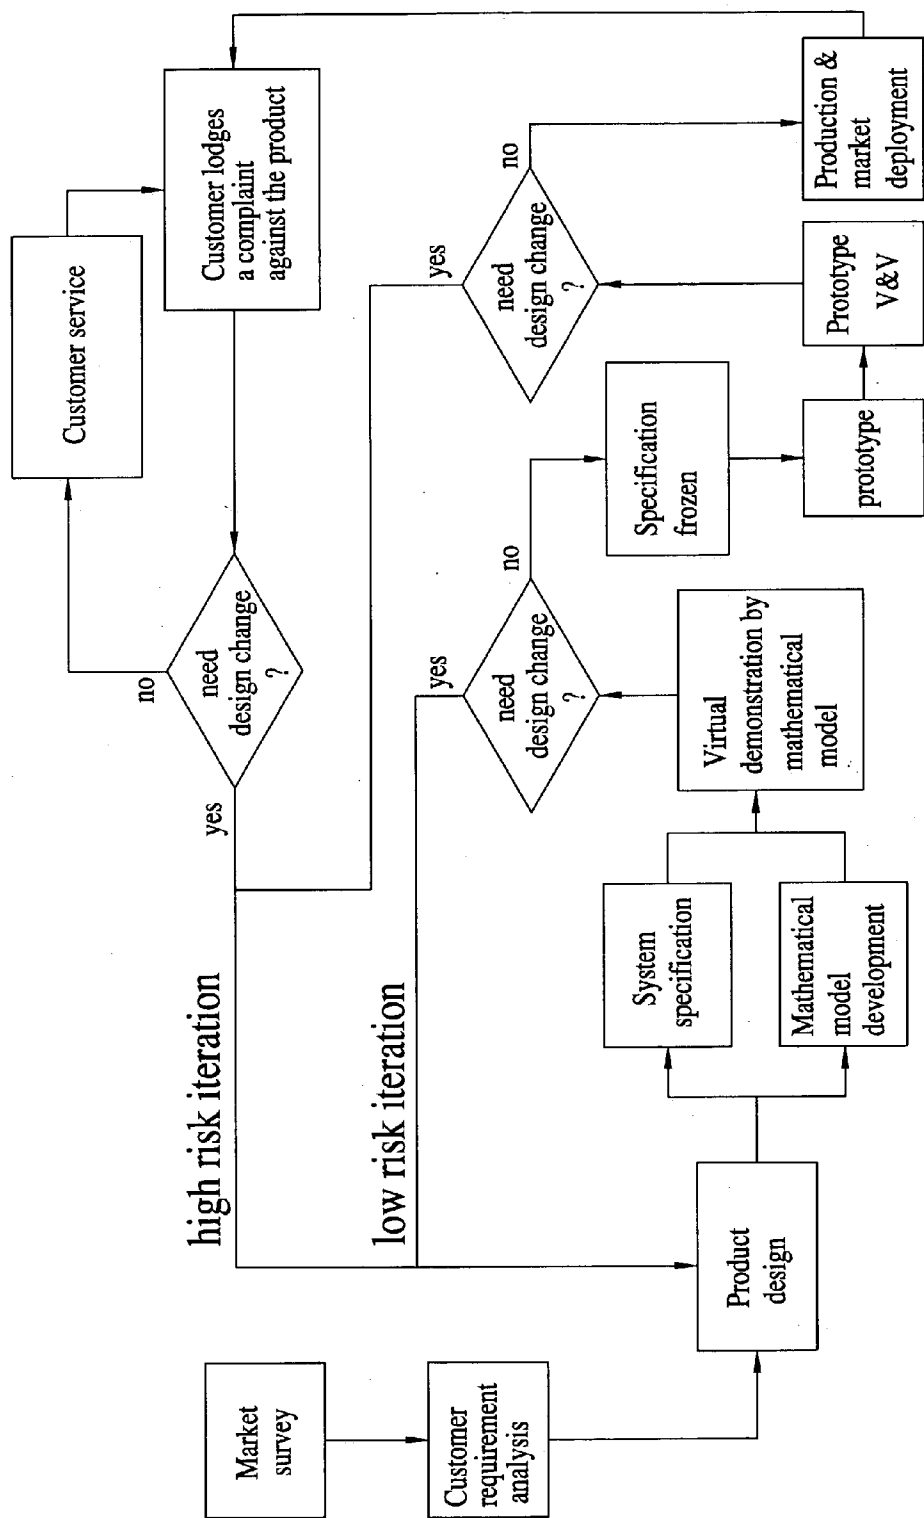 Market
survey
Customer
requirement
analysis
high risk iteration
low risk iteration
Product
design
System
specification
Mathematical
model
development
Virtual
demonstration by
mathematical
model
yes
need
design change
?
no
Customer service
Customer lodges
a complaint
against the product
yes
need
design change
?
no
Specification
frozen
prototype
Prototype
V&V
yes
need
design change
?
no
Production &
market
deployment